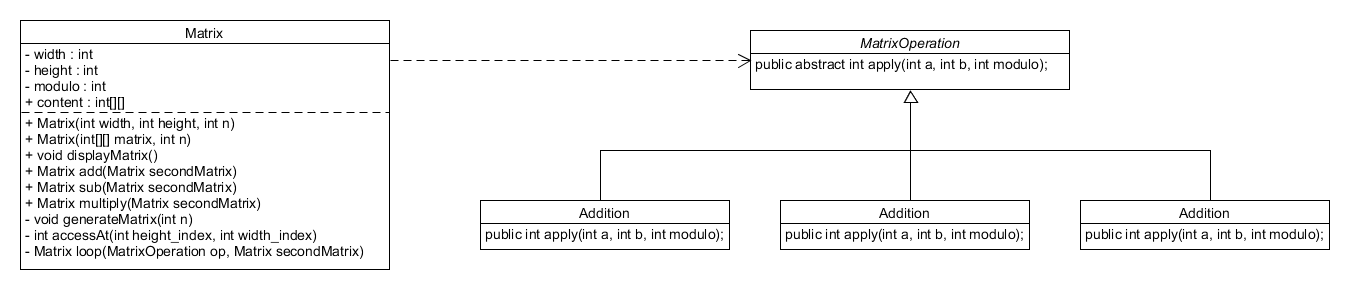 Matrix
- width : int
- height : int
- modulo : int
+ content : int[][]
+ Matrix(int width, int height, int n)
+ Matrix(int[][] matrix, int n)
+ void displayMatrix()
+ Matrix add(Matrix secondMatrix)
+ Matrix sub(Matrix secondMatrix)
+ Matrix multiply(Matrix secondMatrix)
- void generateMatrix(int n)
- int accessAt(int height_index, int width_index)
- Matrix loop(MatrixOperation op, Matrix secondMatrix)
MatrixOperation
public abstract int apply(int a, int b, int modulo);
Addition
public int apply(int a, int b, int modulo);
Addition
public int apply(int a, int b, int modulo);
Addition
public int apply(int a, int b, int modulo);